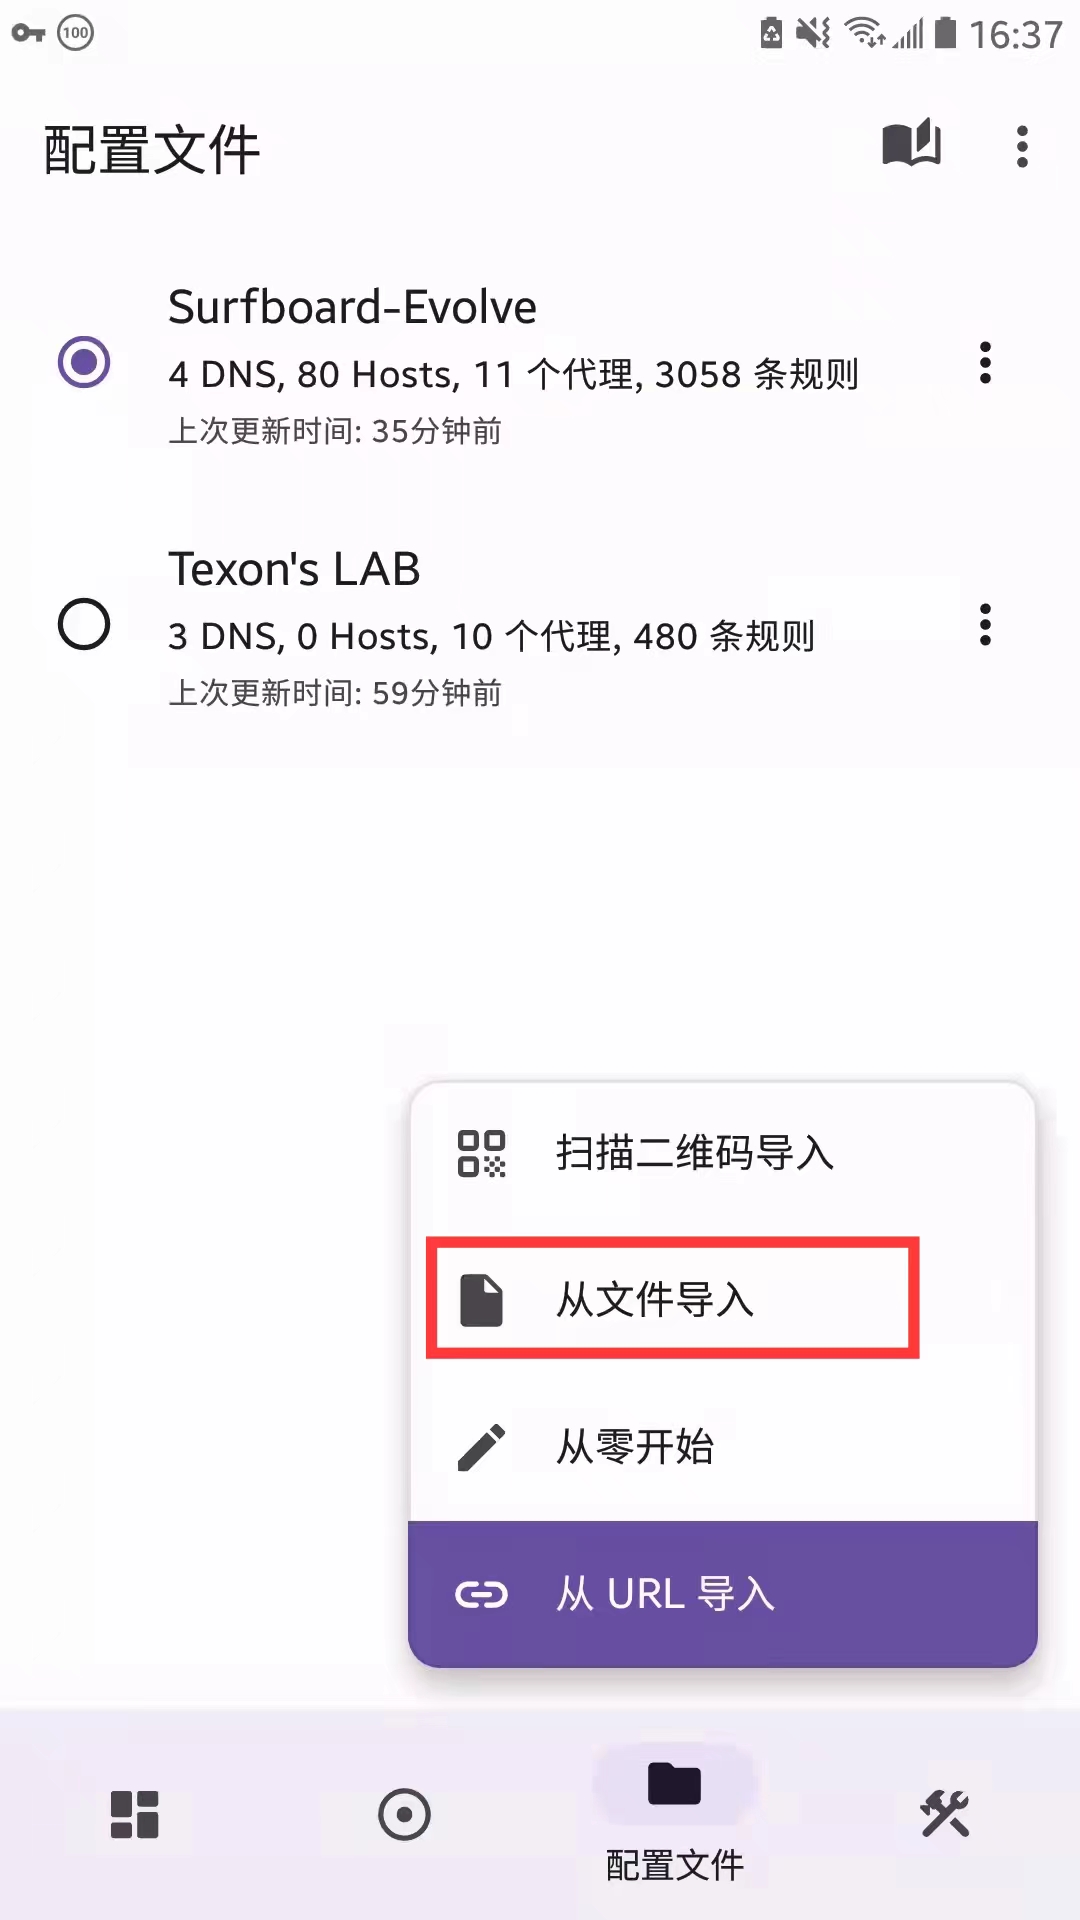 100
16:37
配置文件
Surfboard-Evolve
4 DNS, 80 Hosts, 11 个代理, 3058 条规则
上次更新时间: 35分钟前
Texon's LAB
3 DNS, 0 Hosts, 10 个代理, 480 条规则
上次更新时间: 59分钟前
扫描二维码导入
从文件导入
从零开始
从 URL 导入
配置文件